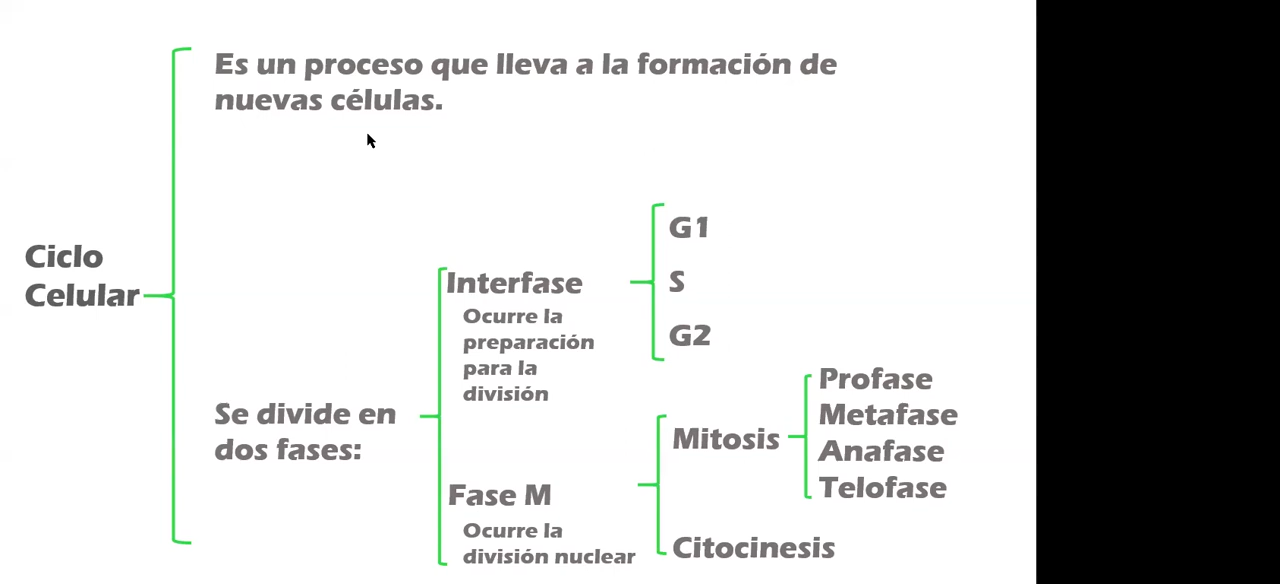 Es un proceso que lleva a la formación de
nuevas células.
Ciclo
Celular
Se divide en
dos fases:
Interfase
Ocurre la
preparación
para la
división
G1
S
G2
Fase M
Ocurre la
división nuclear
Mitosis
Profase
Metafase
Anafase
Telofase
Citocinesis